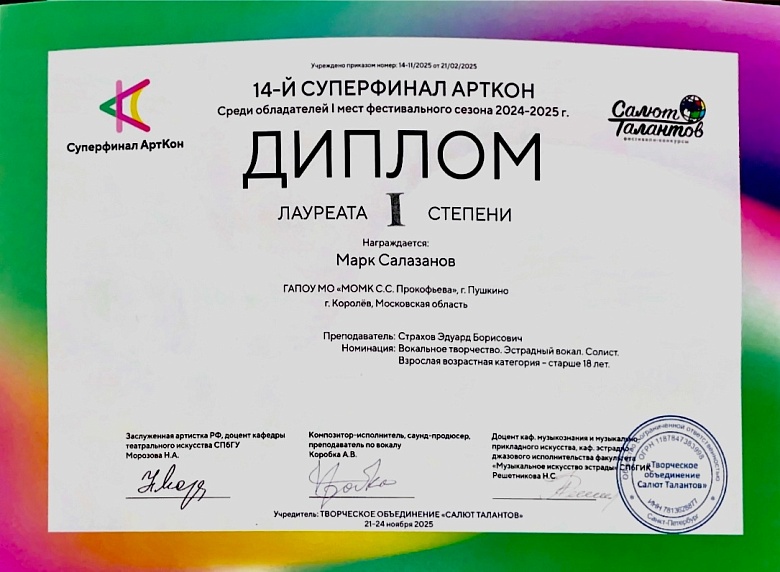 Учреждено приказом номер: 14-11/2025 от 21/02/2025
14-Й СУПЕРФИНАЛ АРТКОН
Среди обладателей I мест фестивального сезона 2024-2025 г.
Суперфинал АртКон
Салют Талантов
фестивали-конкурсы
ДИПЛОМ
ЛАУРЕАТА I СТЕПЕНИ
Награждается:
Марк Салазанов
ГАПОУ МО «МОМК С.С. Прокофьева», г. Пушкино
г. Королёв, Московская область
Преподаватель: Страхов Эдуард Борисович
Номинация: Вокальное творчество. Эстрадный вокал. Солист.
Взрослая возрастная категория – старше 18 лет.
Заслуженная артистка РФ, доцент кафедры
театрального искусства СПбГУ
Морозова Н.А.
Композитор-исполнитель, саунд-продюсер,
преподаватель по вокалу
Коробка А.В.
Доцент каф. музыкознания и музыкально-
прикладного искусства, каф. эстрадно-
джазового исполнительства факультета
«Музыкальное искусство эстрады» СПбГИК
Решетникова Н.С.
«Творческое
объединение
Салют Талантов»
Санкт-Петербург
Учредитель: ТВОРЧЕСКОЕ ОБЪЕДИНЕНИЕ «САЛЮТ ТАЛАНТОВ»
21-24 ноября 2025